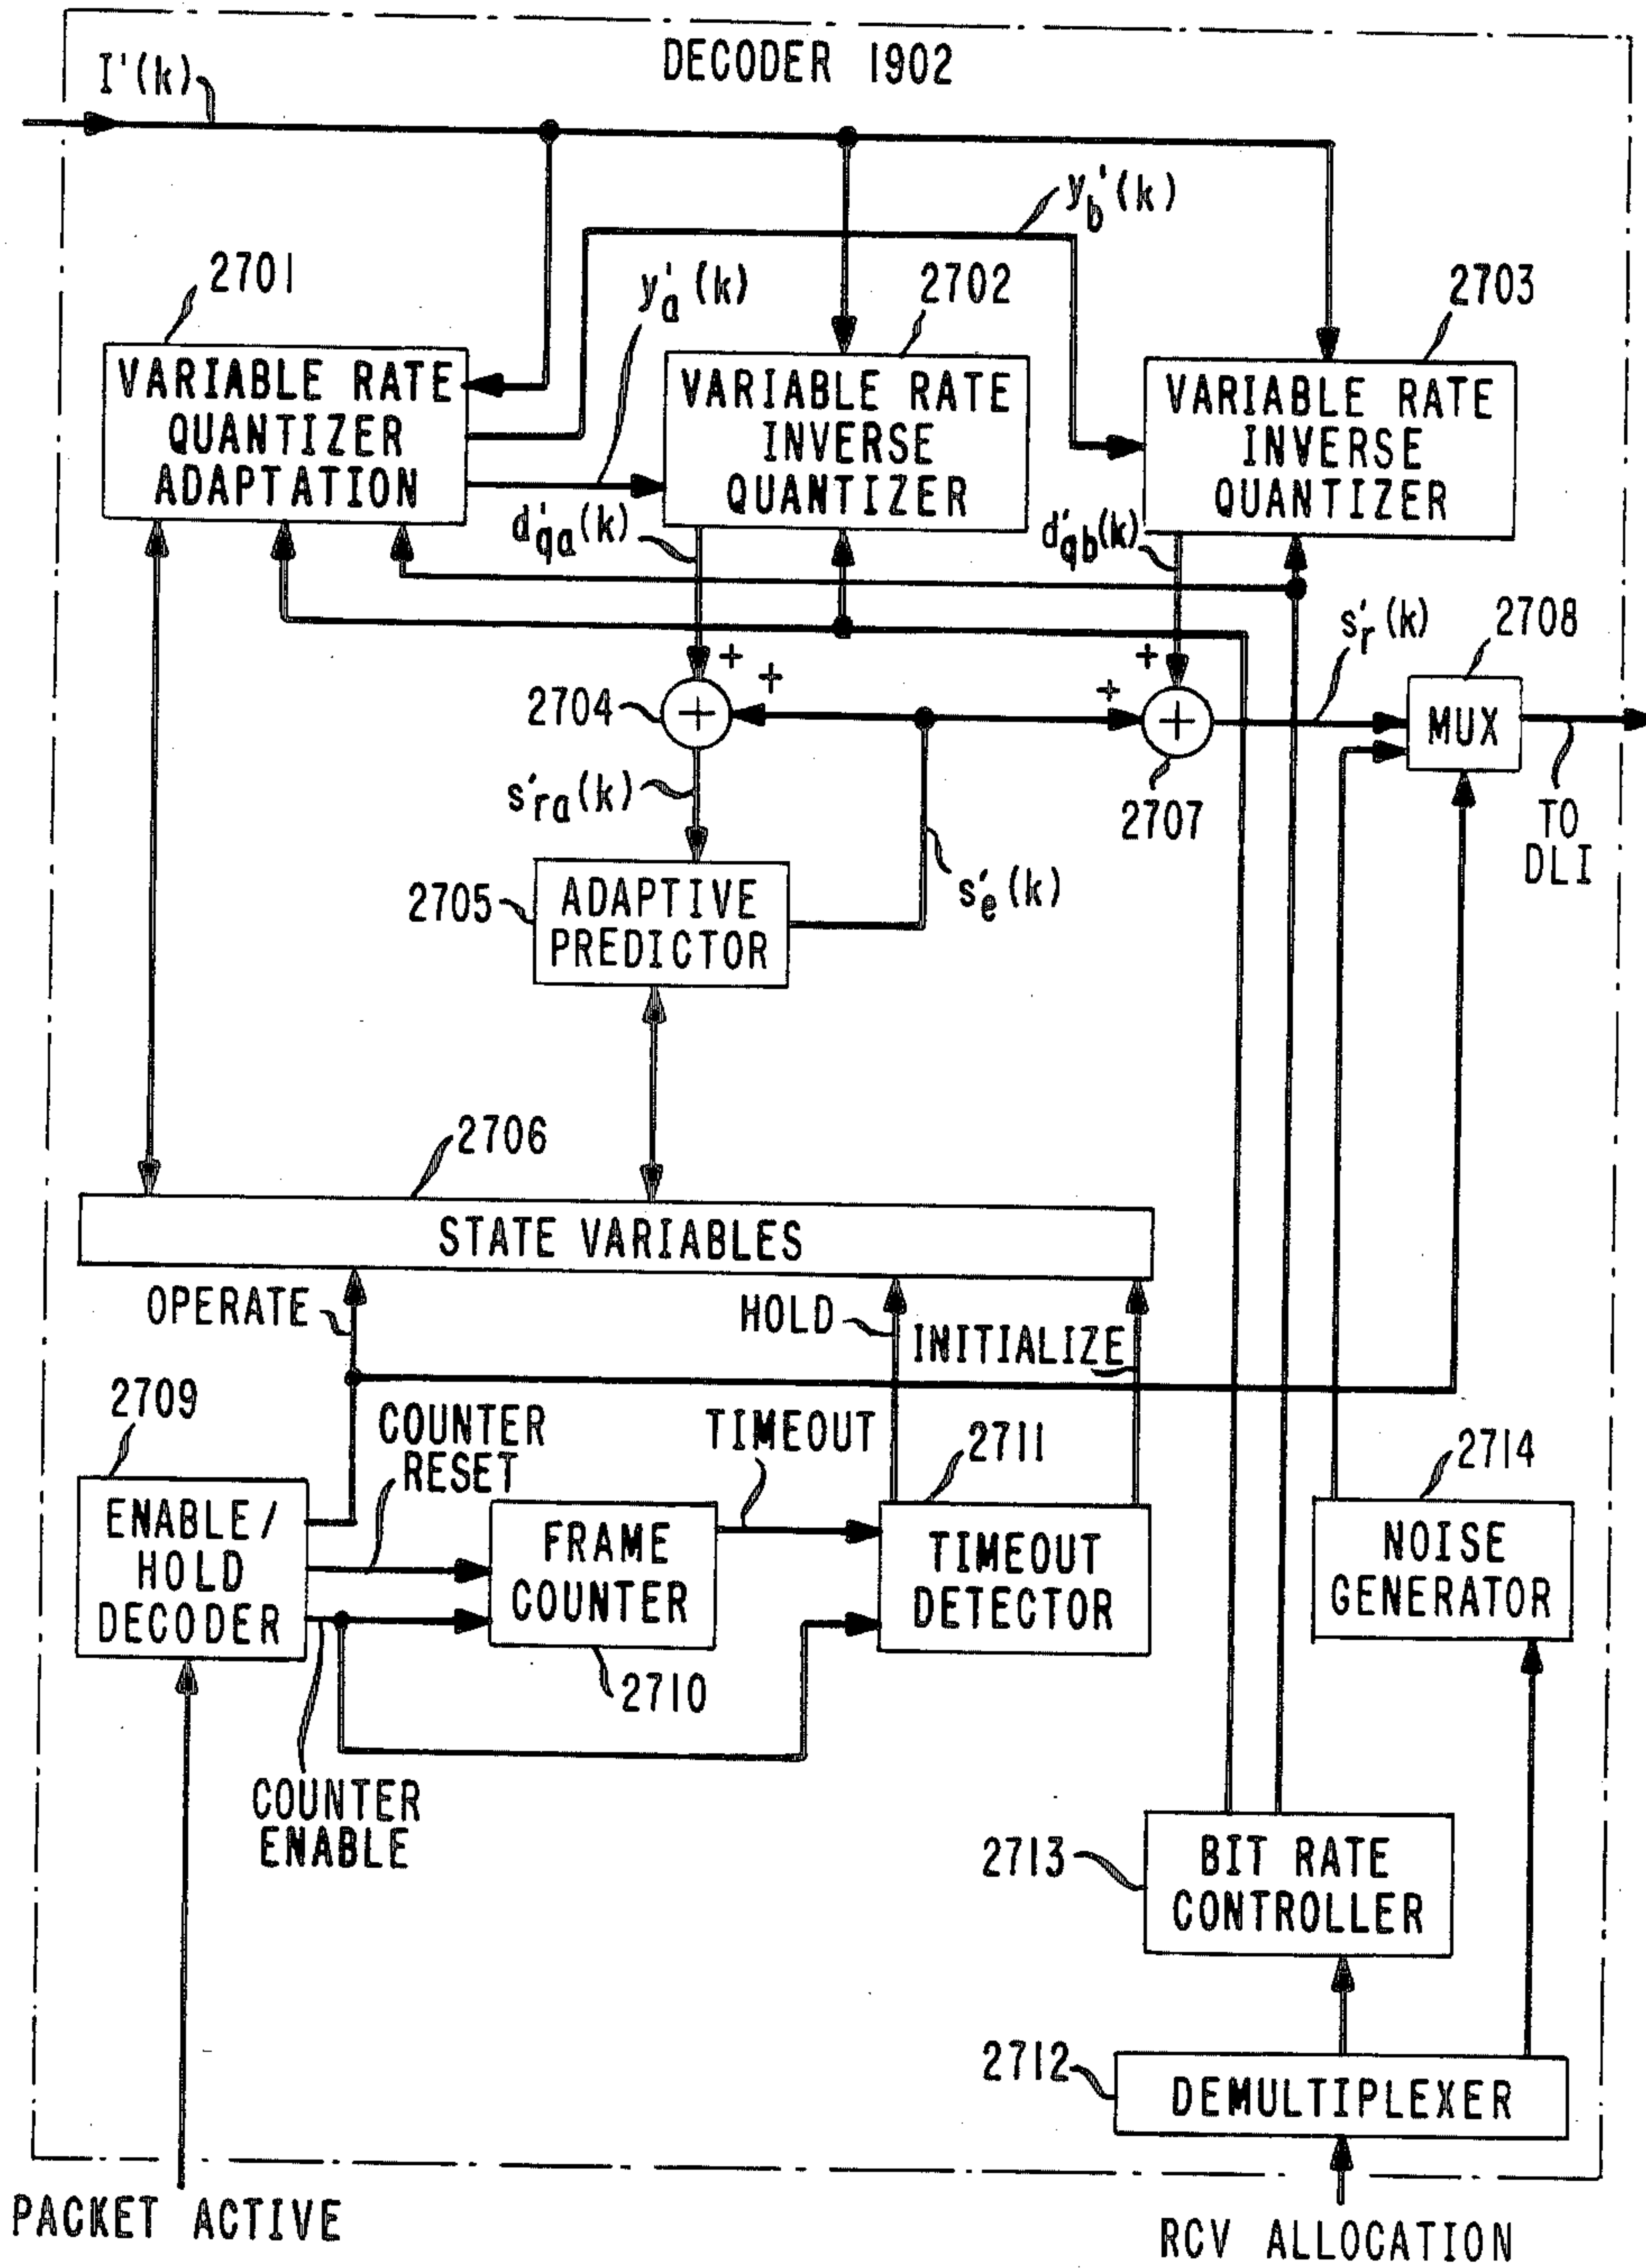 DECODER 1902
I'(k)
y'b(k)
2701
y'a(k)
2702
2703
VARIABLE RATE
QUANTIZER
ADAPTATION
VARIABLE RATE
INVERSE
QUANTIZER
VARIABLE RATE
INVERSE
QUANTIZER
d'qa(k)
d'qb(k)
s'r(k)
2708
+
+
+
+
2704
+
+
MUX
s'ra(k)
2707
TO
DLI
2705
ADAPTIVE
PREDICTOR
s'e(k)
2706
STATE VARIABLES
OPERATE
HOLD
INITIALIZE
2709
COUNTER
RESET
TIMEOUT
2711
2714
ENABLE/
HOLD
DECODER
FRAME
COUNTER
TIMEOUT
DETECTOR
NOISE
GENERATOR
2710
COUNTER
ENABLE
2713
BIT RATE
CONTROLLER
2712
DEMULTIPLEXER
PACKET ACTIVE
RCV ALLOCATION